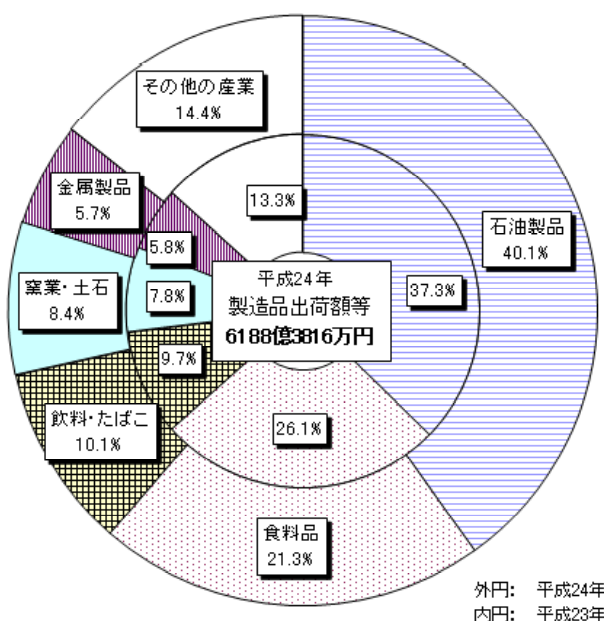 その他の産業
14.4%
金属製品
5.7%
13.3%
石油製品
40.1%
5.8%
窯業・土石
8.4%
7.8%
平成24年
製造品出荷額等
6188億3816万円
37.3%
9.7%
飲料・たばこ
10.1%
26.1%
食料品
21.3%
外円: 平成24年
内円: 平成23年